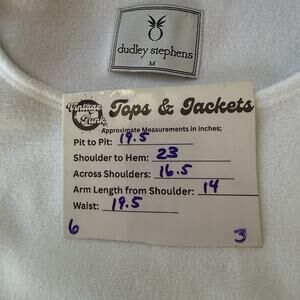 dudley stephens
M
Vintage Funk
Tops & Jackets
Approximate Measurements in inches;
Pit to Pit: 19.5
Shoulder to Hem: 23
Across Shoulders: 16.5
Arm Length from Shoulder: 14
Waist: 19.5
6 3